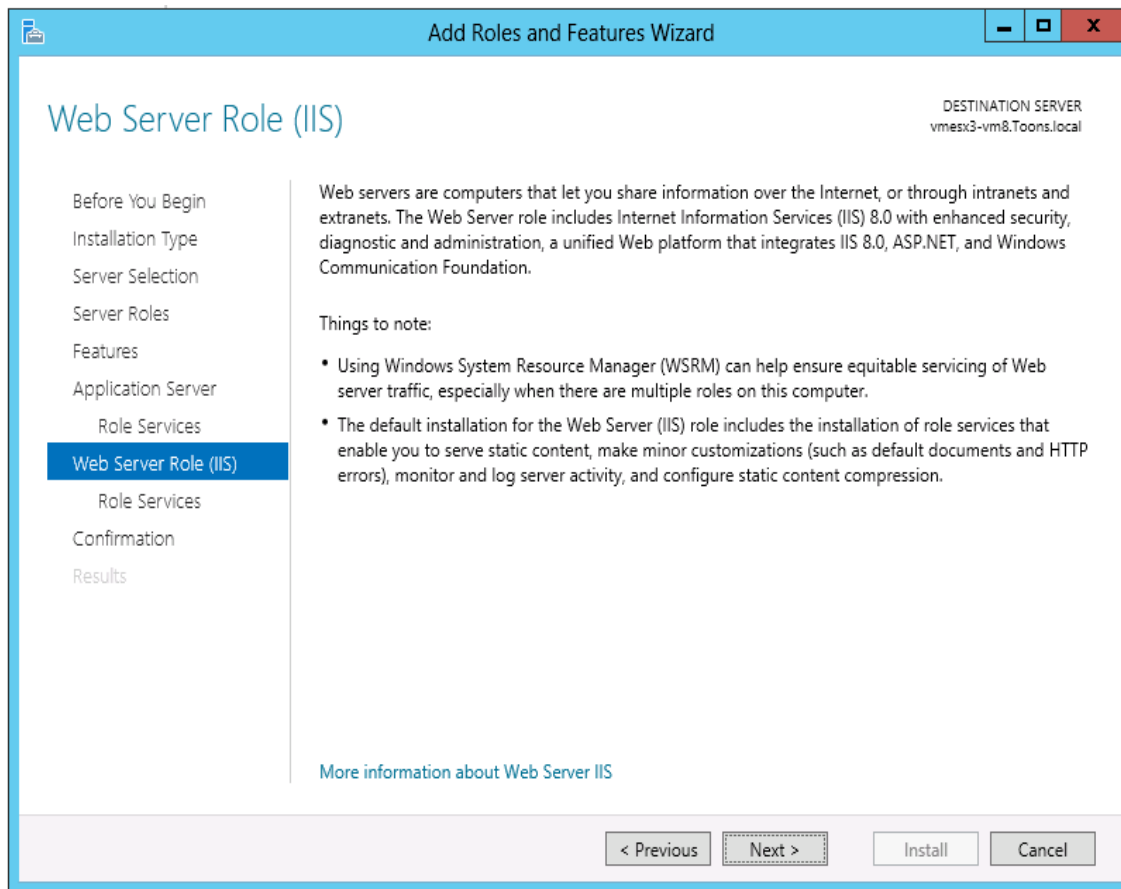 Add Roles and Features Wizard
Web Server Role (IIS)
DESTINATION SERVER
vmesx3-vm8.Toons.local
Before You Begin
Installation Type
Server Selection
Server Roles
Features
Application Server
Role Services
Web Server Role (IIS)
Role Services
Confirmation
Results
Web servers are computers that let you share information over the Internet, or through intranets and
extranets. The Web Server role includes Internet Information Services (IIS) 8.0 with enhanced security,
diagnostic and administration, a unified Web platform that integrates IIS 8.0, ASP.NET, and Windows
Communication Foundation.
Things to note:
• Using Windows System Resource Manager (WSRM) can help ensure equitable servicing of Web
server traffic, especially when there are multiple roles on this computer.
• The default installation for the Web Server (IIS) role includes the installation of role services that
enable you to serve static content, make minor customizations (such as default documents and HTTP
errors), monitor and log server activity, and configure static content compression.
More information about Web Server IIS
< Previous
Next >
Install
Cancel